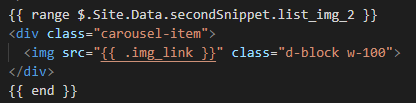 {{ range $.Site.Data.secondSnippet.list_img_2 }}
<div class="carousel-item">
<img src="{{ .img_link }}" class="d-block w-100">
</div>
{{ end }}